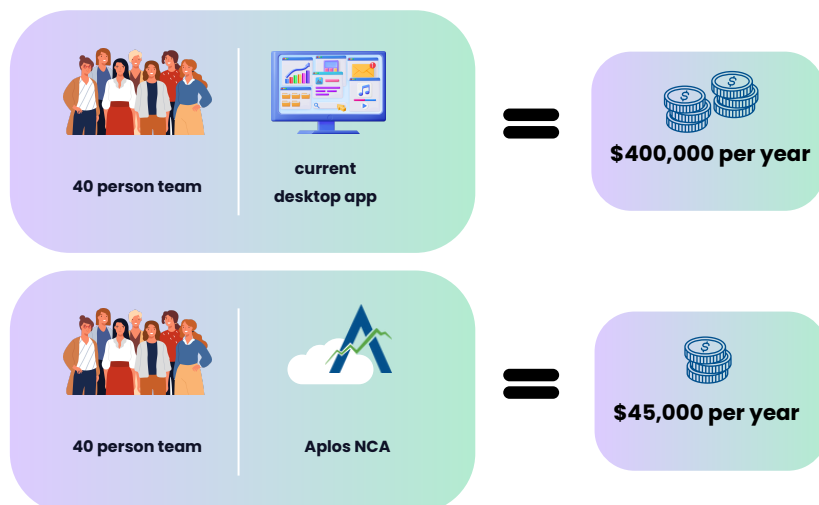 40 person team
current
desktop app
$400,000 per year
40 person team
Aplos NCA
$45,000 per year